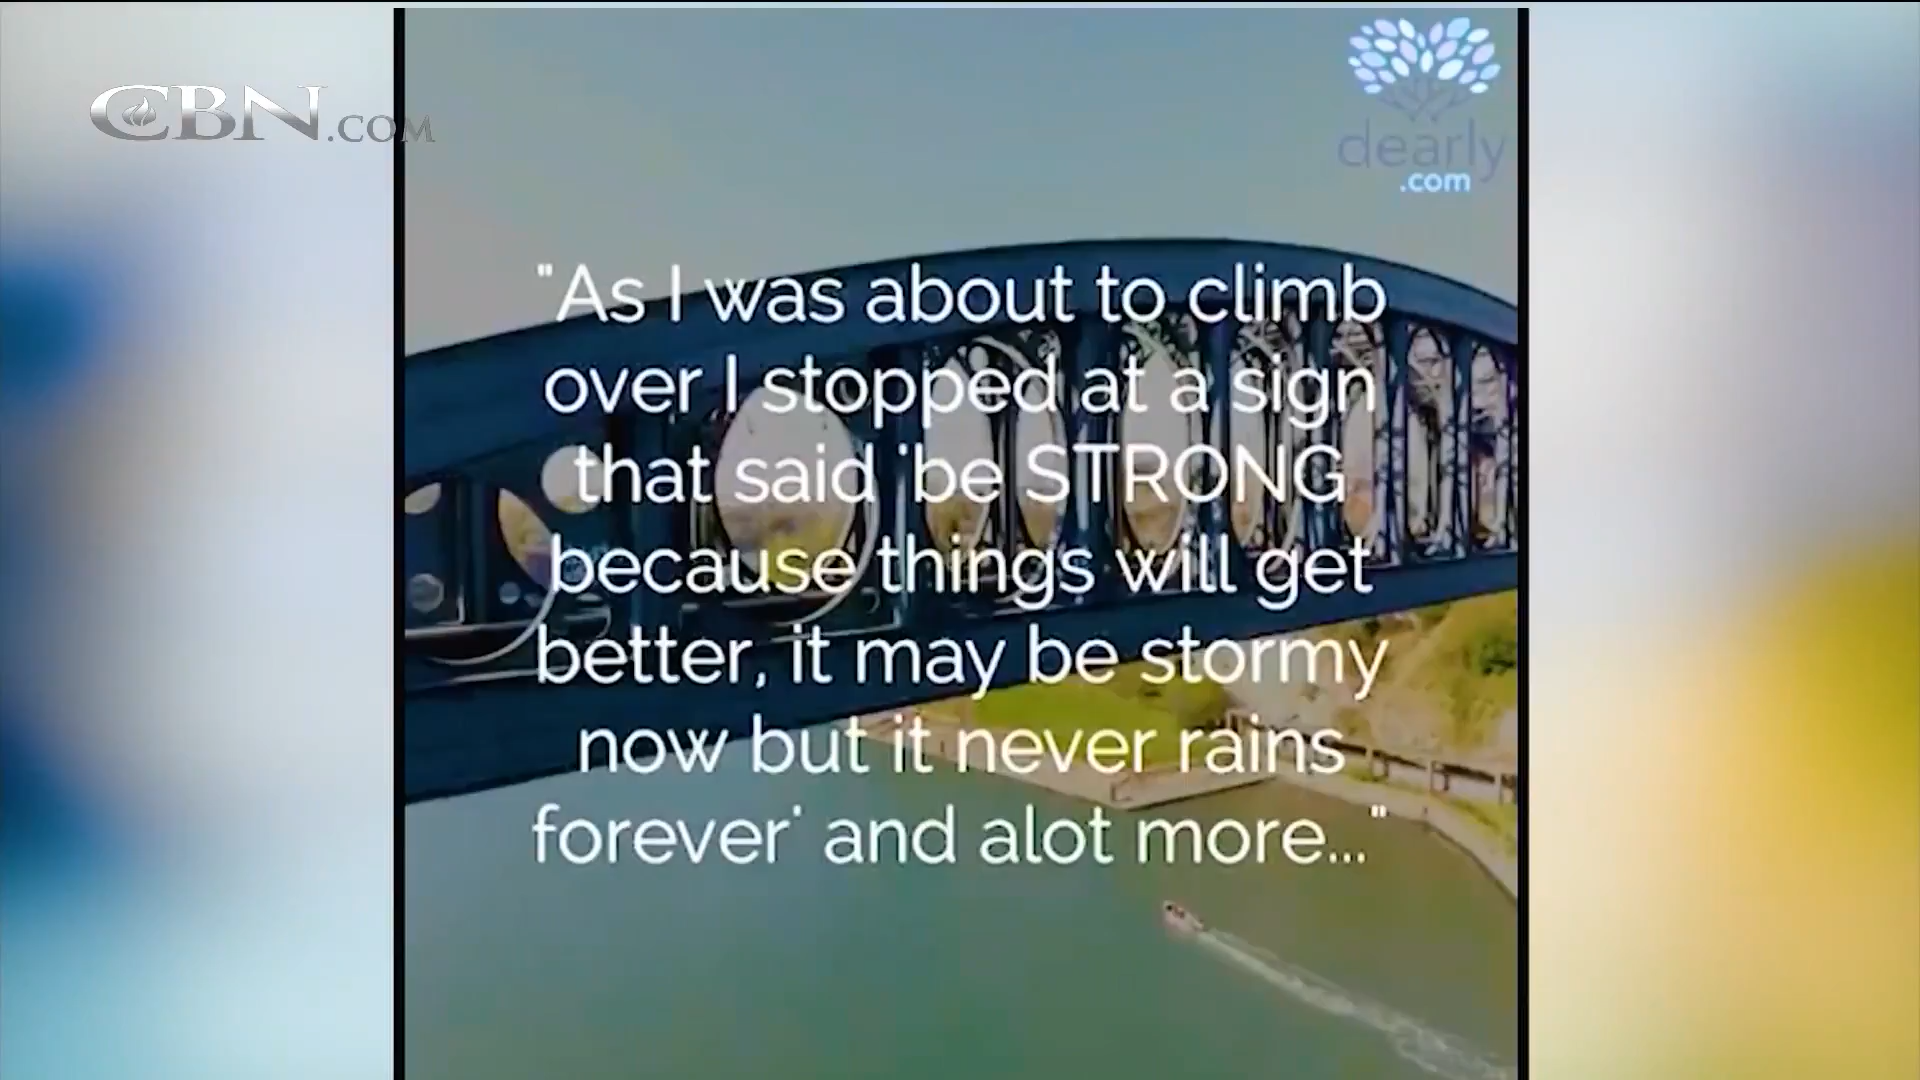 CBN.COM
dearly
.com
"As I was about to climb
over I stopped at a sign
that said 'be STRONG
because things will get
better, it may be stormy
now but it never rains
forever' and alot more..."